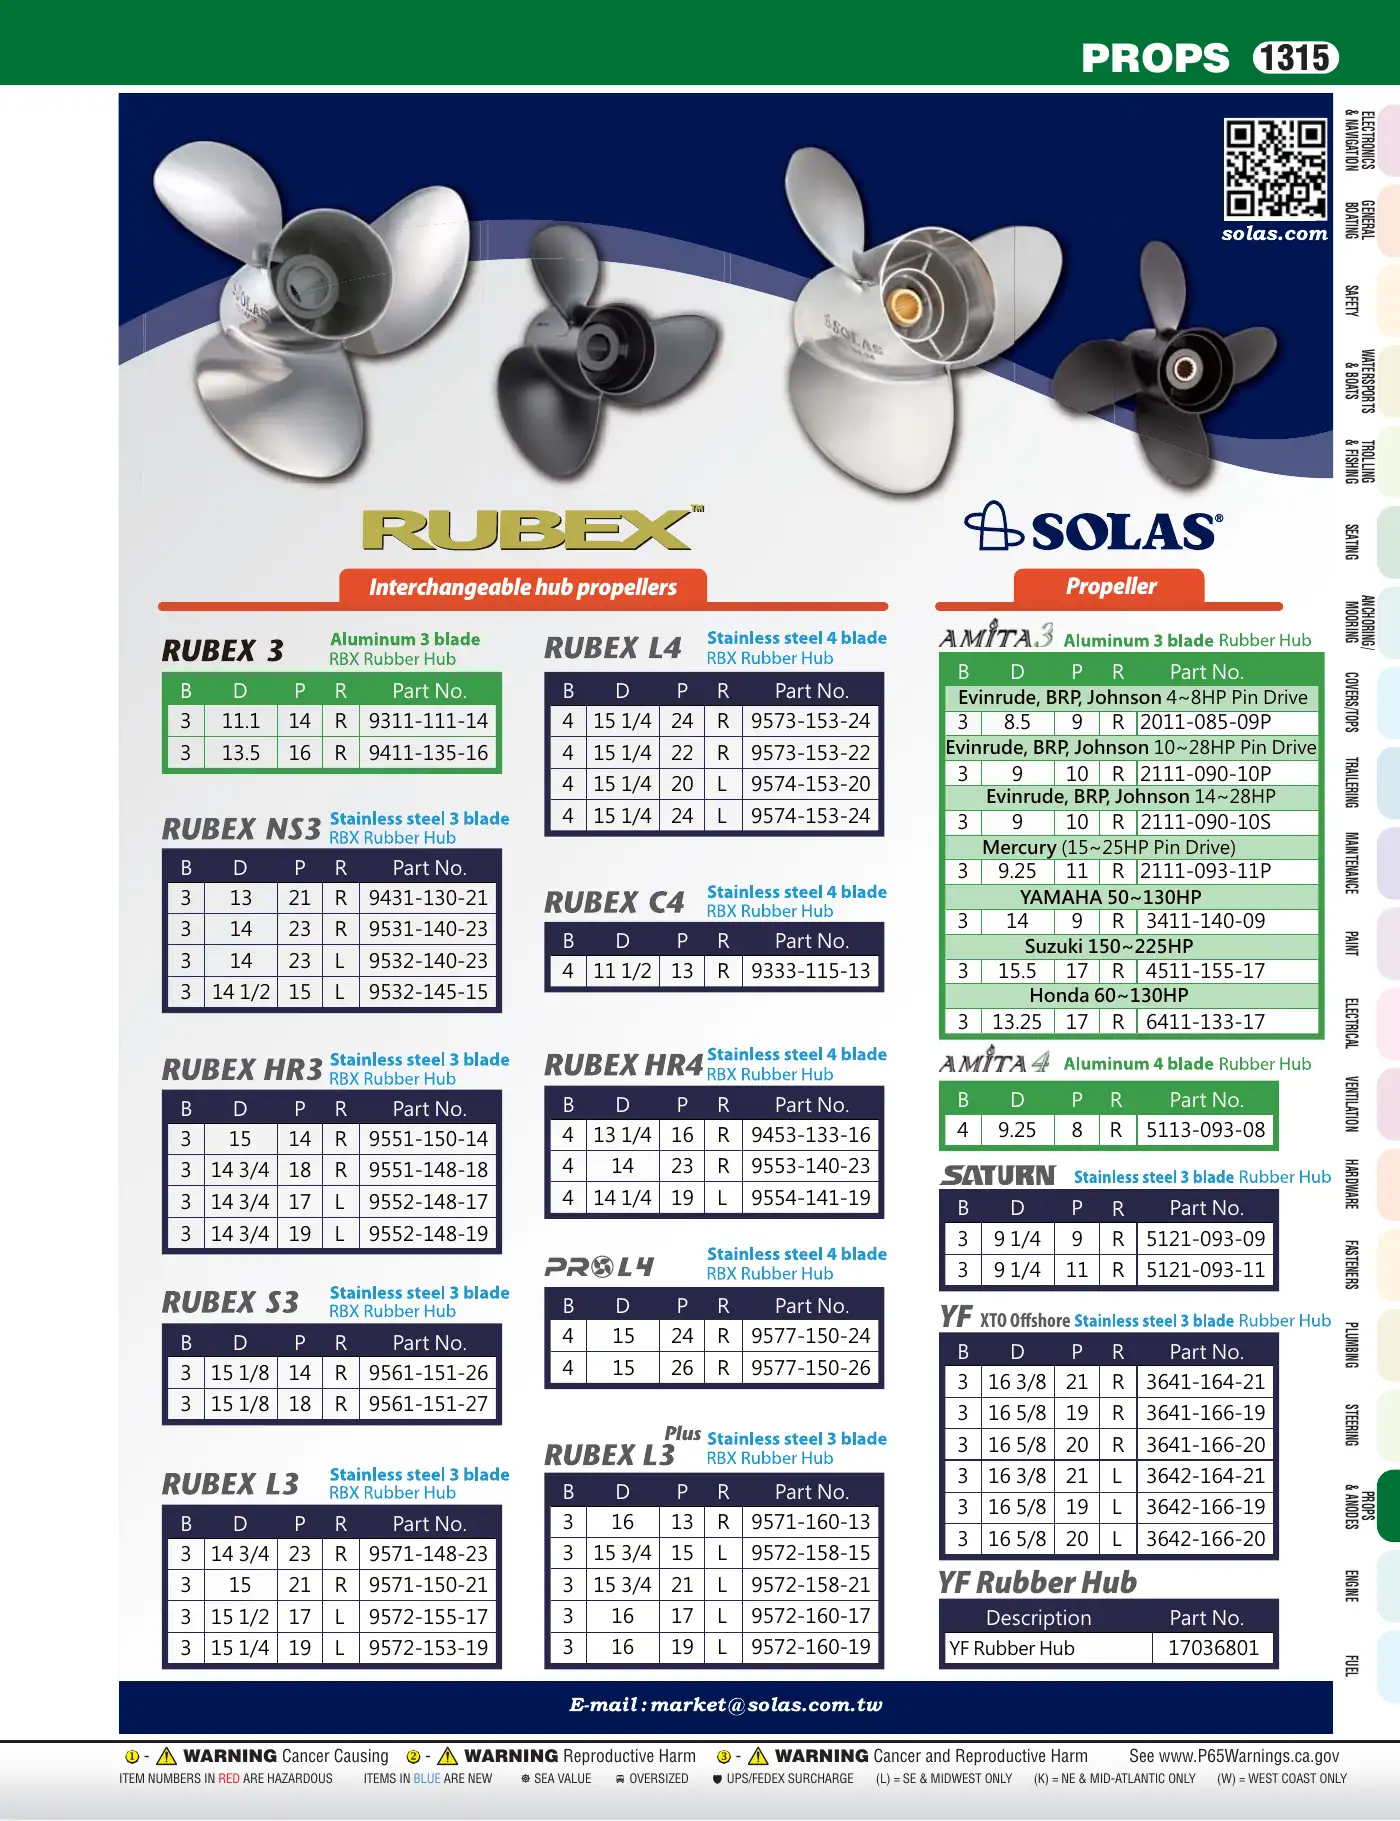 PROPS 1315
solas.com
RUBEX™
Interchangeable hub propellers
RUBEX 3 Aluminum 3 blade
RBX Rubber Hub
B D P R Part No.
3 11.1 14 R 9311-111-14
3 13.5 16 R 9411-135-16
RUBEX NS3 Stainless steel 3 blade
RBX Rubber Hub
B D P R Part No.
3 13 21 R 9431-130-21
3 14 23 R 9531-140-23
3 14 23 L 9532-140-23
3 14 1/2 15 L 9532-145-15
RUBEX HR3 Stainless steel 3 blade
RBX Rubber Hub
B D P R Part No.
3 15 14 R 9551-150-14
3 14 3/4 18 R 9551-148-18
3 14 3/4 17 L 9552-148-17
3 14 3/4 19 L 9552-148-19
RUBEX S3 Stainless steel 3 blade
RBX Rubber Hub
B D P R Part No.
3 15 1/8 14 R 9561-151-26
3 15 1/8 18 R 9561-151-27
RUBEX L3 Stainless steel 3 blade
RBX Rubber Hub
B D P R Part No.
3 14 3/4 23 R 9571-148-23
3 15 21 R 9571-150-21
3 15 1/2 17 L 9572-155-17
3 15 1/4 19 L 9572-153-19
RUBEX L4 Stainless steel 4 blade
RBX Rubber Hub
B D P R Part No.
4 15 1/4 24 R 9573-153-24
4 15 1/4 22 R 9573-153-22
4 15 1/4 20 L 9574-153-20
4 15 1/4 24 L 9574-153-24
RUBEX C4 Stainless steel 4 blade
RBX Rubber Hub
B D P R Part No.
4 11 1/2 13 R 9333-115-13
RUBEX HR4 Stainless steel 4 blade
RBX Rubber Hub
B D P R Part No.
4 13 1/4 16 R 9453-133-16
4 14 23 R 9553-140-23
4 14 1/4 19 L 9554-141-19
PRO L4 Stainless steel 4 blade
RBX Rubber Hub
B D P R Part No.
4 15 24 R 9577-150-24
4 15 26 R 9577-150-26
RUBEX L3 Plus Stainless steel 3 blade
RBX Rubber Hub
B D P R Part No.
3 16 13 R 9571-160-13
3 15 3/4 15 L 9572-158-15
3 15 3/4 21 L 9572-158-21
3 16 17 L 9572-160-17
3 16 19 L 9572-160-19
SOLAS®
Propeller
AMITA 3 Aluminum 3 blade Rubber Hub
B D P R Part No.
Evinrude, BRP, Johnson 4~8HP Pin Drive
3 8.5 9 R 2011-085-09P
Evinrude, BRP, Johnson 10~28HP Pin Drive
3 9 10 R 2111-090-10P
Evinrude, BRP, Johnson 14~28HP
3 9 10 R 2111-090-10S
Mercury (15~25HP Pin Drive)
3 9.25 11 R 2111-093-11P
YAMAHA 50~130HP
3 14 9 R 3411-140-09
Suzuki 150~225HP
3 15.5 17 R 4511-155-17
Honda 60~130HP
3 13.25 17 R 6411-133-17
AMITA 4 Aluminum 4 blade Rubber Hub
B D P R Part No.
4 9.25 8 R 5113-093-08
SATURN Stainless steel 3 blade Rubber Hub
B D P R Part No.
3 9 1/4 9 R 5121-093-09
3 9 1/4 11 R 5121-093-11
YF XTO Offshore Stainless steel 3 blade Rubber Hub
B D P R Part No.
3 16 3/8 21 R 3641-164-21
3 16 5/8 19 R 3641-166-19
3 16 5/8 20 R 3641-166-20
3 16 3/8 21 L 3642-164-21
3 16 5/8 19 L 3642-166-19
3 16 5/8 20 L 3642-166-20
YF Rubber Hub
Description Part No.
YF Rubber Hub 17036801
E-mail : market@solas.com.tw
ELECTRONICS
& NAVIGATION
GENERAL
BOATING
SAFETY
WATERSPORTS
& BOATS
TROLLING
& FISHING
SEATING
ANCHORING/
MOORING
COVERS/TOPS
TRAILERING
MAINTENANCE
PAINT
ELECTRICAL
VENTILATION
HARDWARE
FASTENERS
PLUMBING
STEERING
PROPS
& ANODES
ENGINE
FUEL
1 - WARNING Cancer Causing 2 - WARNING Reproductive Harm 3 - WARNING Cancer and Reproductive Harm See www.P65Warnings.ca.gov
ITEM NUMBERS IN RED ARE HAZARDOUS ITEMS IN BLUE ARE NEW SEA VALUE OVERSIZED UPS/FEDEX SURCHARGE (L) = SE & MIDWEST ONLY (K) = NE & MID-ATLANTIC ONLY (W) = WEST COAST ONLY